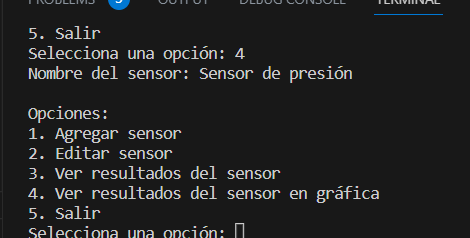 PROBLEMS 5 OUTPUT DEBUG CONSOLE TERMINAL
5. Salir
Selecciona una opción: 4
Nombre del sensor: Sensor de presión
Opciones:
1. Agregar sensor
2. Editar sensor
3. Ver resultados del sensor
4. Ver resultados del sensor en gráfica
5. Salir
Selecciona una opción: